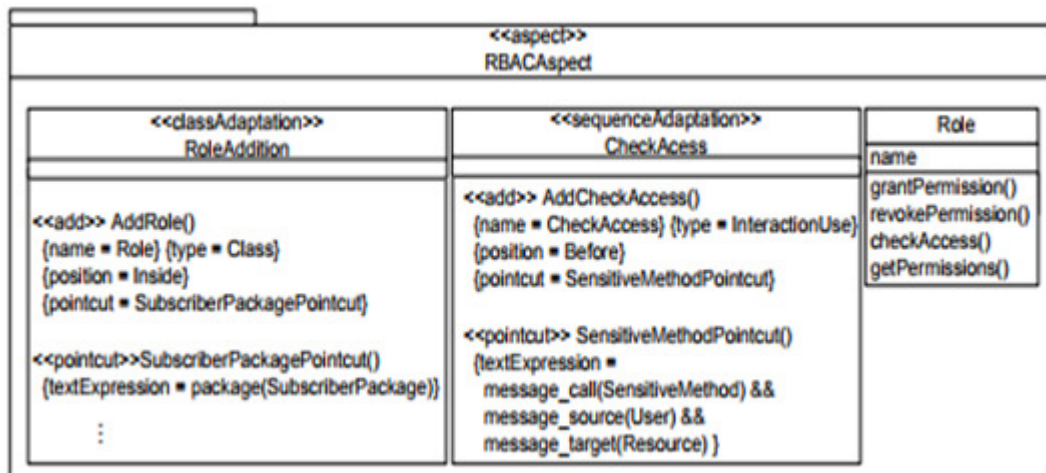 <<aspect>>
RBACAspect
<<classAdaptation>>
RoleAddition
<<add>> AddRole()
{name = Role} {type = Class}
{position = Inside}
{pointcut = SubscriberPackagePointcut}
<<pointcut>>SubscriberPackagePointcut()
{textExpression = package(SubscriberPackage)}
⋮
<<sequenceAdaptation>>
CheckAcess
<<add>> AddCheckAccess()
{name = CheckAccess} {type = InteractionUse}
{position = Before}
{pointcut = SensitiveMethodPointcut}
<<pointcut>> SensitiveMethodPointcut()
{textExpression =
message_call(SensitiveMethod) &&
message_source(User) &&
message_target(Resource) }
Role
name
grantPermission()
revokePermission()
checkAccess()
getPermissions()